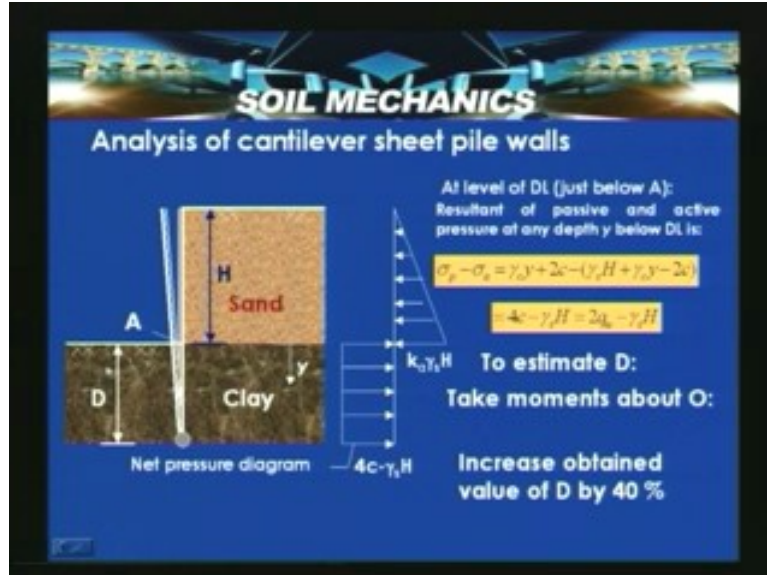 SOIL MECHANICS
Analysis of cantilever sheet pile walls
At level of DL (just below A):
Resultant of passive and active
pressure at any depth y below DL is:
σₚ-σₐ=γ꜀y+2c-(γₛH+γ꜀y-2c)
=4c-γₛH=2qᵤ-γₛH
H
Sand
A
D
Clay
y
kₐγₛH
To estimate D:
Take moments about O:
Net pressure diagram
4c-γₛH
Increase obtained
value of D by 40 %